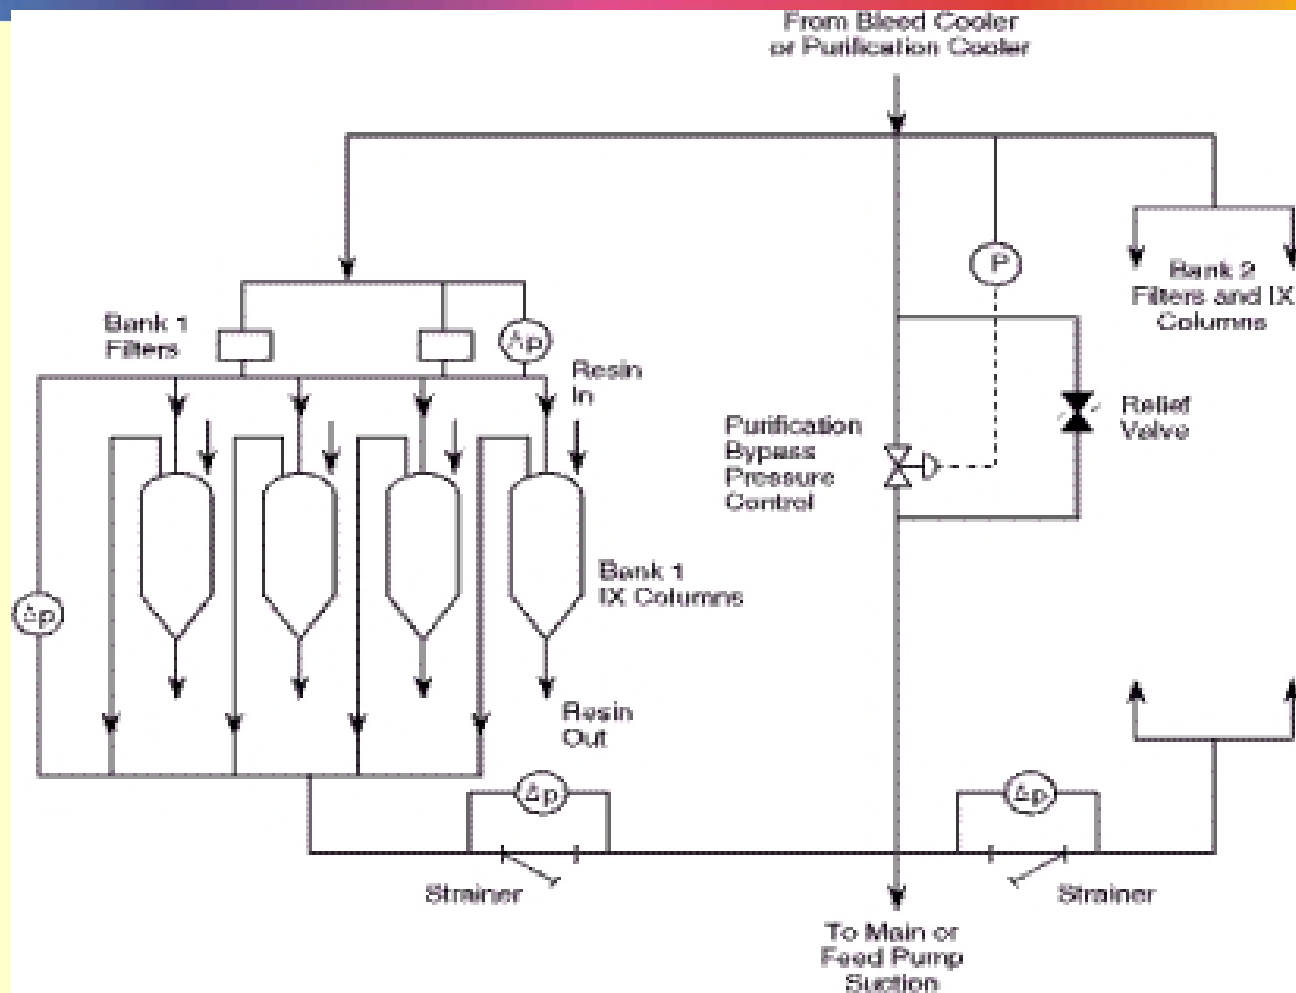 From Bleed Cooler
or Purification Cooler
P
Bank 2
Filters and IX
Columns
Bank 1
Filters
Δp
Resin
In
Relief
Valve
Purification
Bypass
Pressure
Control
Bank 1
IX Columns
Δp
Resin
Out
Δp
Δp
Strainer
Strainer
To Main or
Feed Pump
Suction